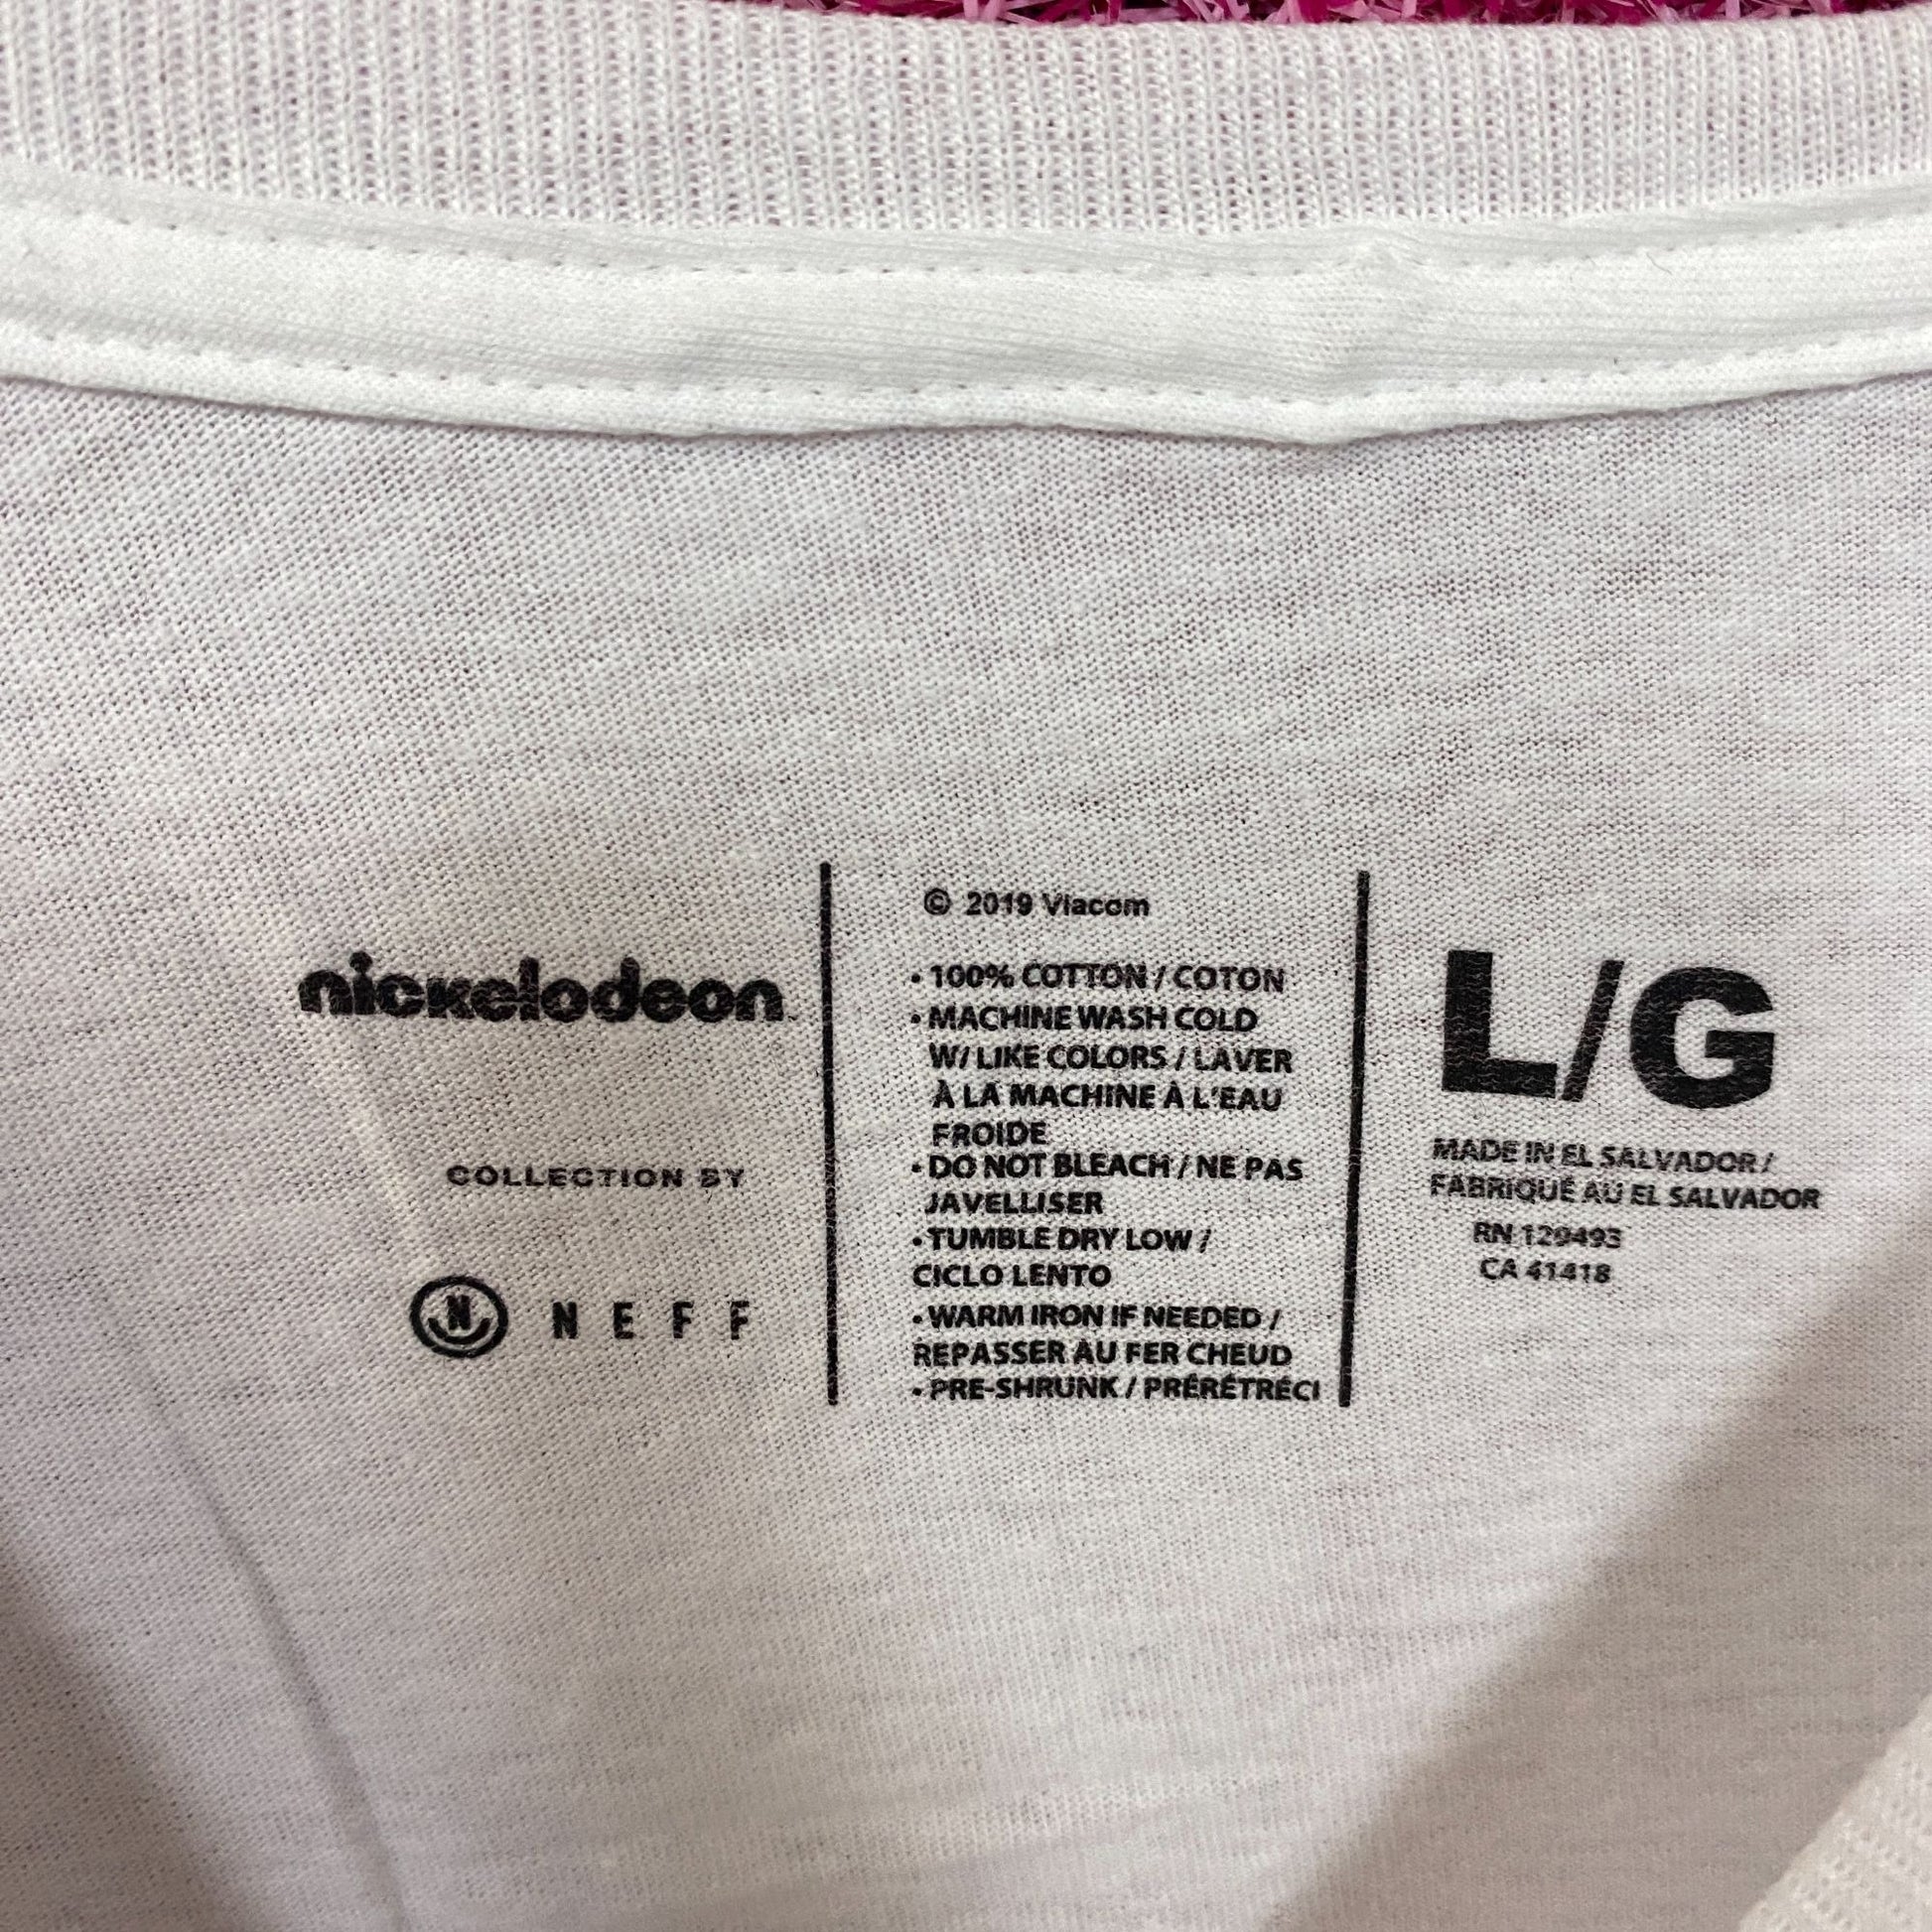 nickelodeon
COLLECTION BY
N NEFF
© 2019 Viacom
• 100% COTTON / COTON
• MACHINE WASH COLD
W/ LIKE COLORS / LAVER
À LA MACHINE À L'EAU
FROIDE
• DO NOT BLEACH / NE PAS
JAVELLISER
• TUMBLE DRY LOW /
CICLO LENTO
• WARM IRON IF NEEDED /
REPASSER AU FER CHEUD
• PRE-SHRUNK / PRÉRÉTRÉCI
L/G
MADE IN EL SALVADOR /
FABRIQUÉ AU EL SALVADOR
RN 129493
CA 41418